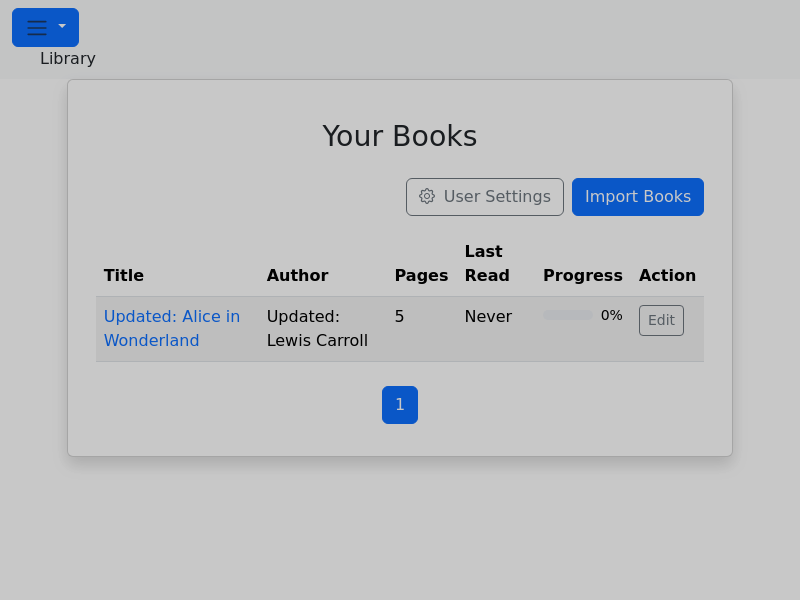 Library
Your Books
User Settings
Import Books
Title Author Pages Last Read Progress Action
Updated: Alice in Wonderland Updated: Lewis Carroll 5 Never 0% Edit
1